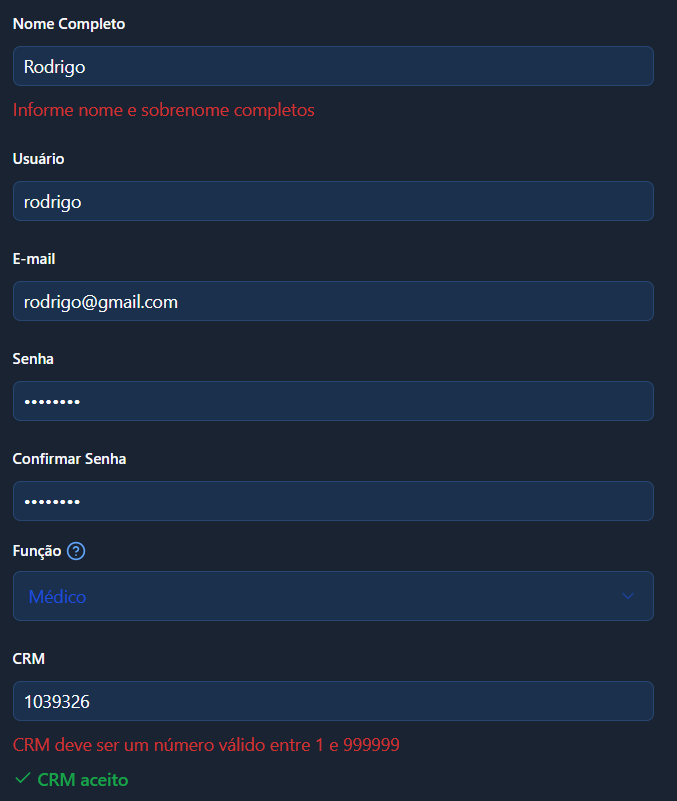 Nome Completo
Rodrigo
Informe nome e sobrenome completos
Usuário
rodrigo
E-mail
rodrigo@gmail.com
Senha
••••••••
Confirmar Senha
••••••••
Função ?
Médico
CRM
1039326
CRM deve ser um número válido entre 1 e 999999
✓ CRM aceito